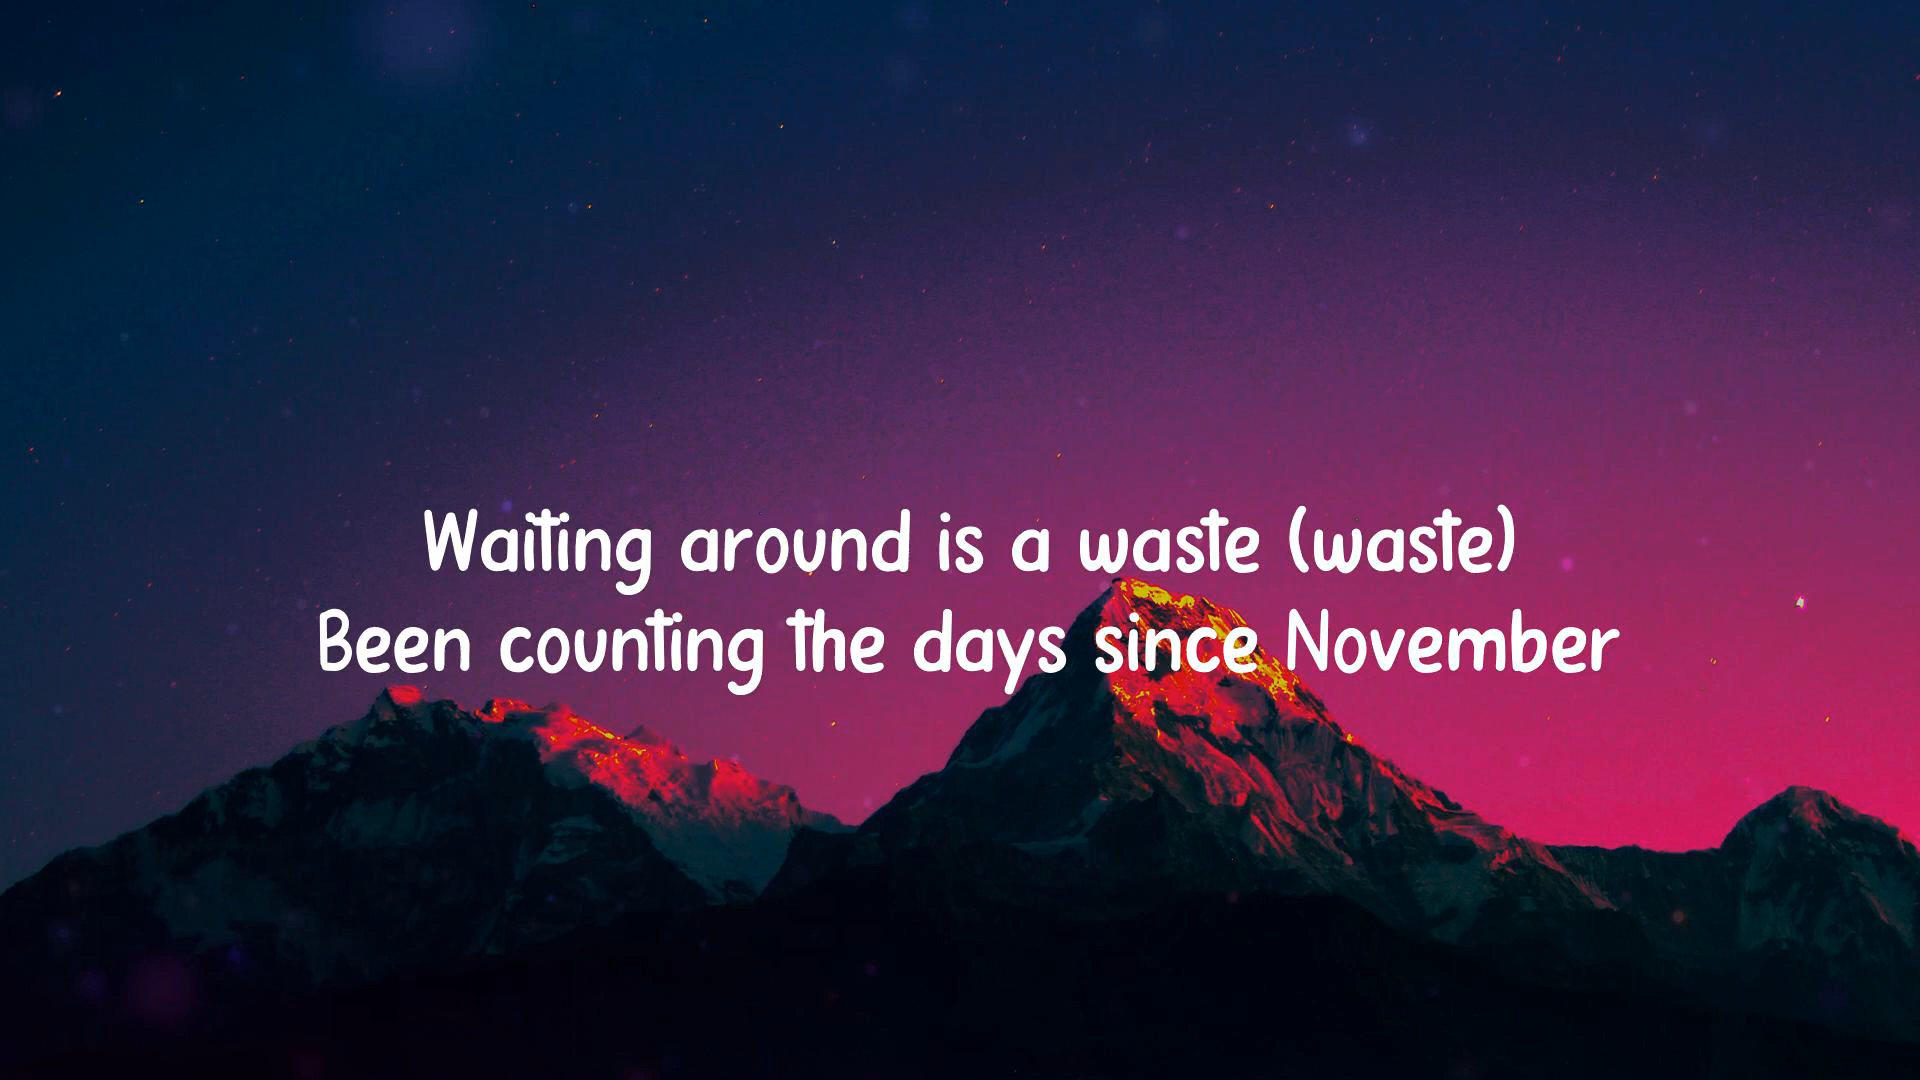 Waiting around is a waste (waste)
Been counting the days since November